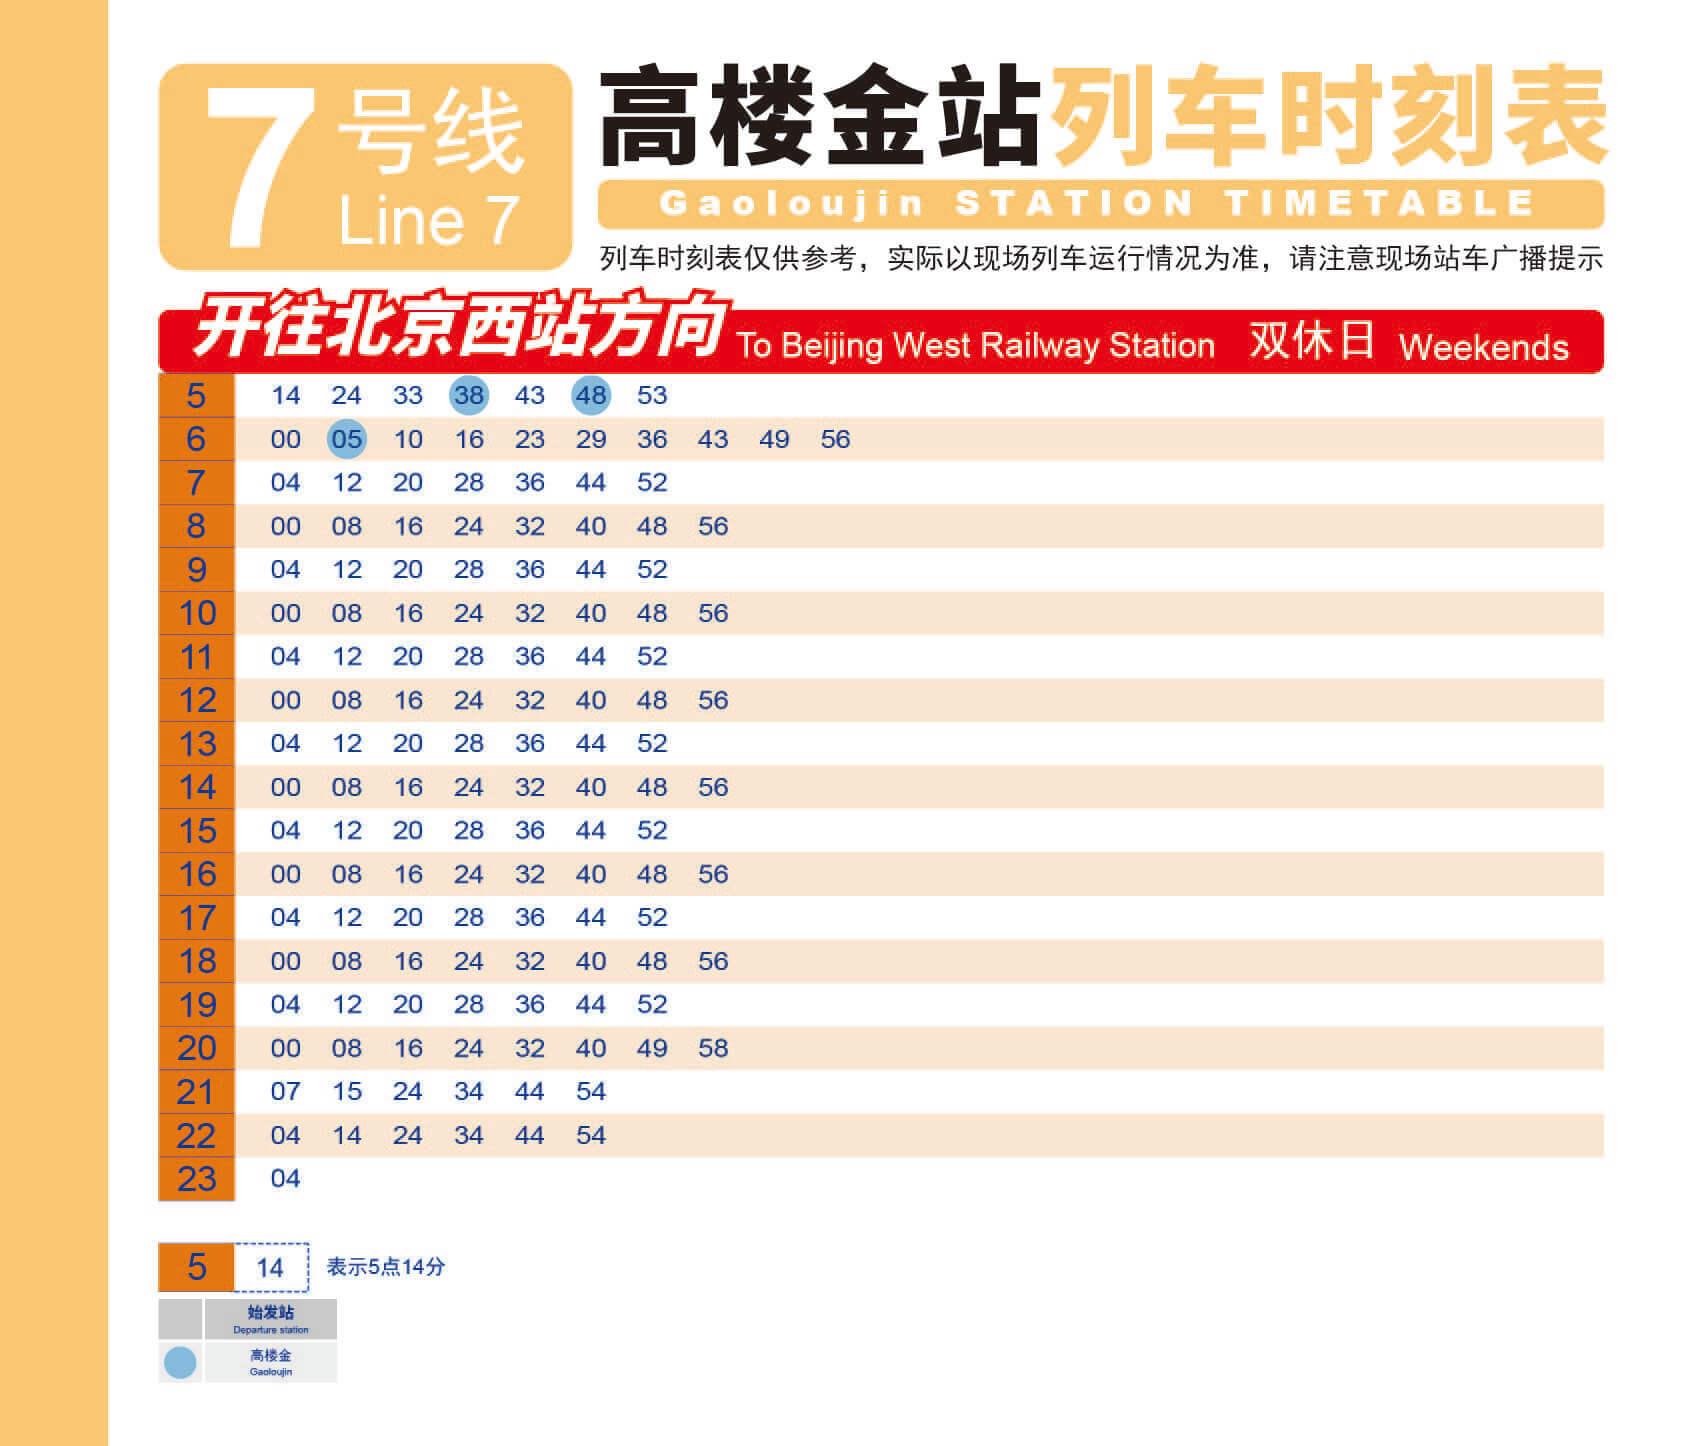 7号线
Line 7
高楼金站列车时刻表
Gaoloujin STATION TIMETABLE
列车时刻表仅供参考，实际以现场列车运行情况为准，请注意现场站车广播提示
开往北京西站方向 To Beijing West Railway Station 双休日 Weekends
5 14 24 33 38 43 48 53
6 00 05 10 16 23 29 36 43 49 56
7 04 12 20 28 36 44 52
8 00 08 16 24 32 40 48 56
9 04 12 20 28 36 44 52
10 00 08 16 24 32 40 48 56
11 04 12 20 28 36 44 52
12 00 08 16 24 32 40 48 56
13 04 12 20 28 36 44 52
14 00 08 16 24 32 40 48 56
15 04 12 20 28 36 44 52
16 00 08 16 24 32 40 48 56
17 04 12 20 28 36 44 52
18 00 08 16 24 32 40 48 56
19 04 12 20 28 36 44 52
20 00 08 16 24 32 40 49 58
21 07 15 24 34 44 54
22 04 14 24 34 44 54
23 04
5 14 表示5点14分
始发站
Departure station
高楼金
Gaoloujin